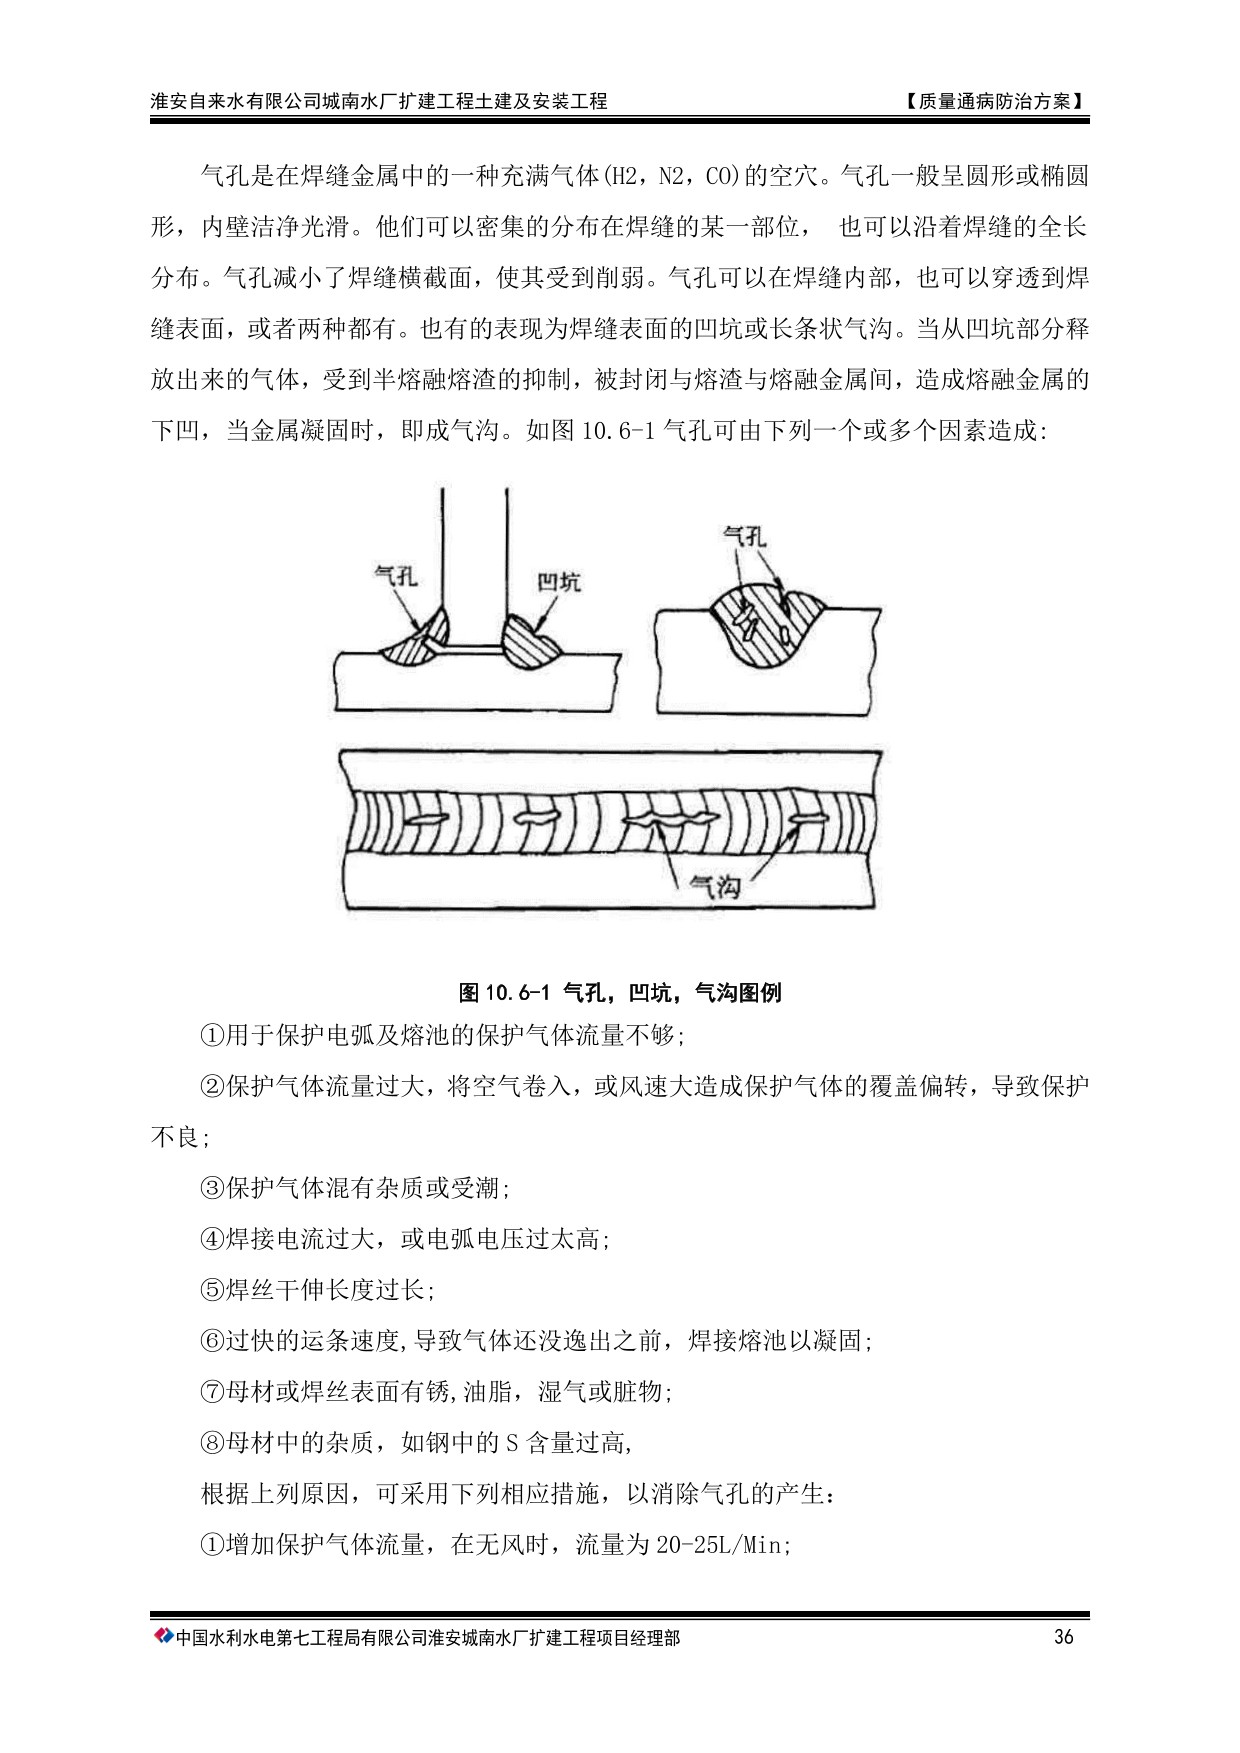 淮安自来水有限公司城南水厂扩建工程土建及安装工程 【质量通病防治方案】
气孔是在焊缝金属中的一种充满气体(H2，N2，CO)的空穴。气孔一般呈圆形或椭圆
形，内壁洁净光滑。他们可以密集的分布在焊缝的某一部位， 也可以沿着焊缝的全长
分布。气孔减小了焊缝横截面，使其受到削弱。气孔可以在焊缝内部，也可以穿透到焊
缝表面，或者两种都有。也有的表现为焊缝表面的凹坑或长条状气沟。当从凹坑部分释
放出来的气体，受到半熔融熔渣的抑制，被封闭与熔渣与熔融金属间，造成熔融金属的
下凹，当金属凝固时，即成气沟。如图 10.6-1 气孔可由下列一个或多个因素造成:
气孔
凹坑
气孔
气沟
图 10.6-1 气孔，凹坑，气沟图例
①用于保护电弧及熔池的保护气体流量不够;
②保护气体流量过大，将空气卷入，或风速大造成保护气体的覆盖偏转，导致保护
不良;
③保护气体混有杂质或受潮;
④焊接电流过大，或电弧电压过太高;
⑤焊丝干伸长度过长;
⑥过快的运条速度,导致气体还没逸出之前，焊接熔池以凝固;
⑦母材或焊丝表面有锈,油脂，湿气或脏物;
⑧母材中的杂质，如钢中的 S 含量过高,
根据上列原因，可采用下列相应措施，以消除气孔的产生：
①增加保护气体流量，在无风时，流量为 20-25L/Min;
中国水利水电第七工程局有限公司淮安城南水厂扩建工程项目经理部 36